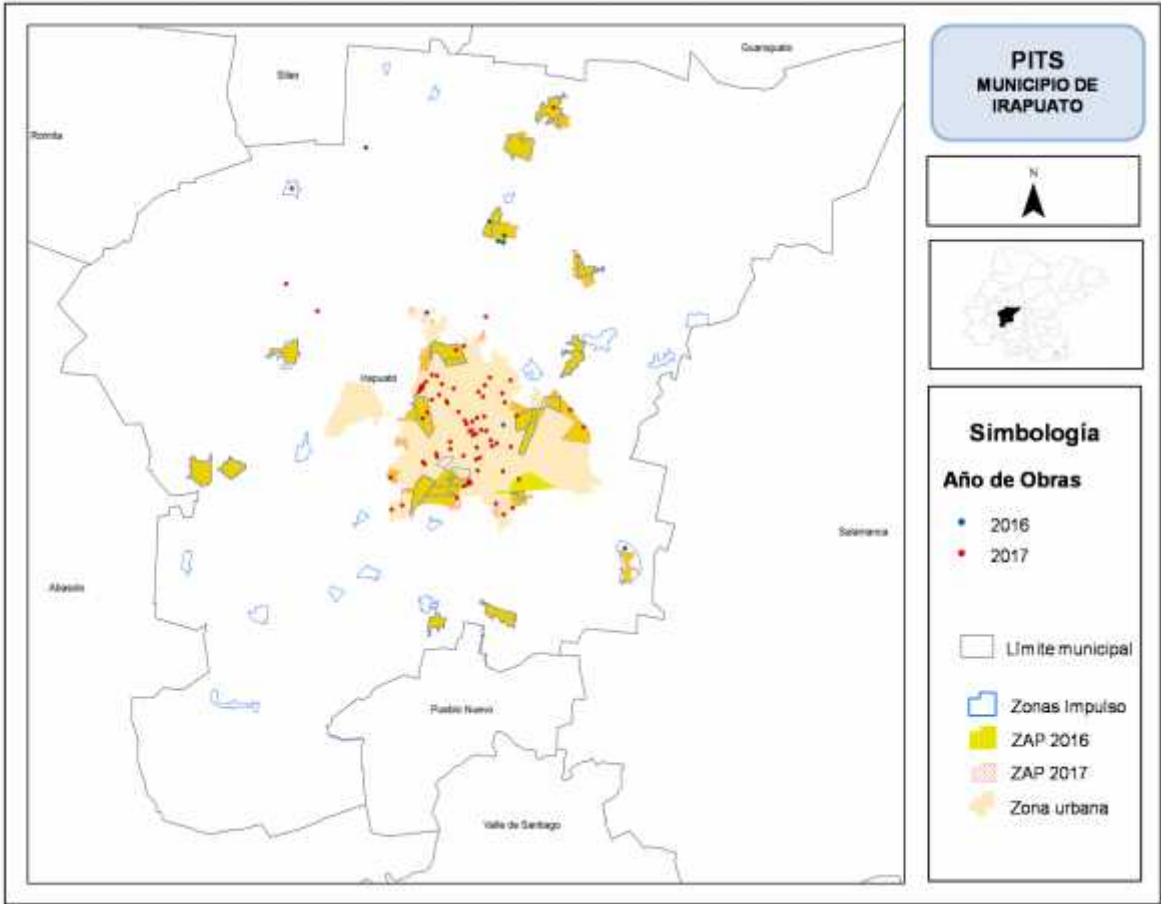 Guanajuato
Silao
Romita
Irapuato
Salamanca
Abasolo
Pueblo Nuevo
Valle de Santiago
PITS
MUNICIPIO DE
IRAPUATO
N
Simbología
Año de Obras
2016
2017
Límite municipal
Zonas Impulso
ZAP 2016
ZAP 2017
Zona urbana